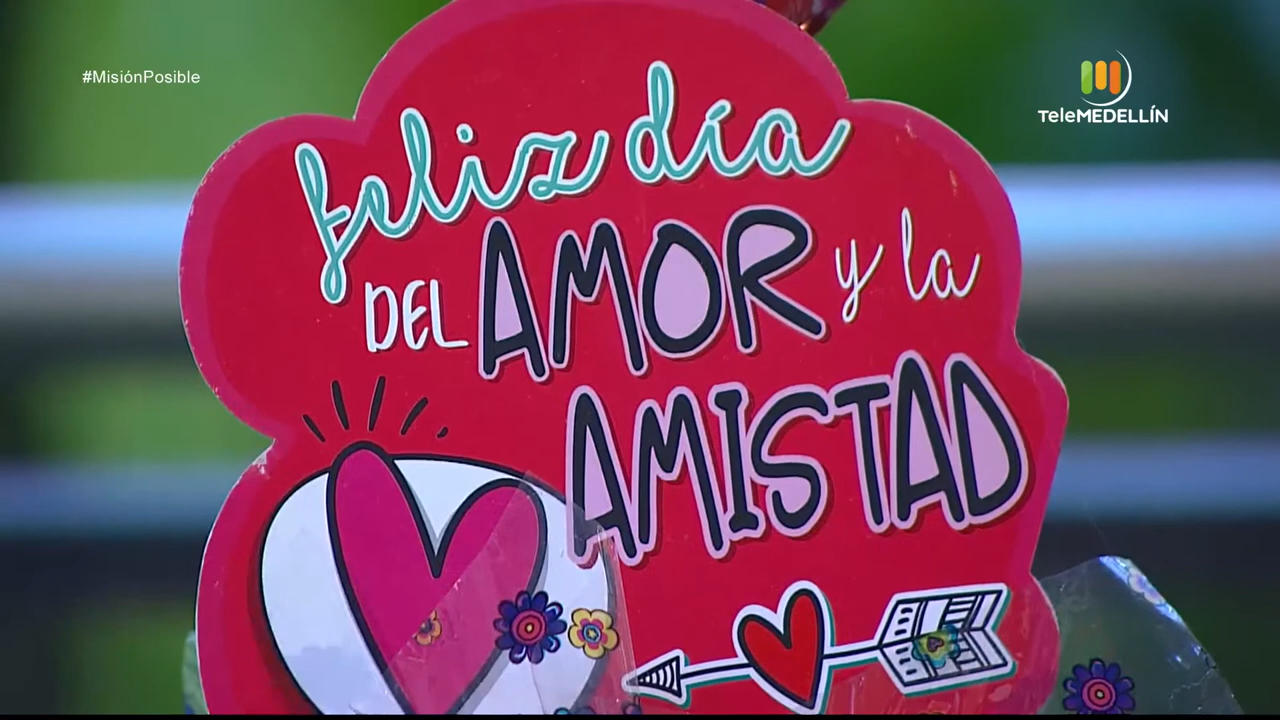 #MisiónPosible
TeleMEDELLÍN
feliz día
DEL AMOR y la
AMISTAD